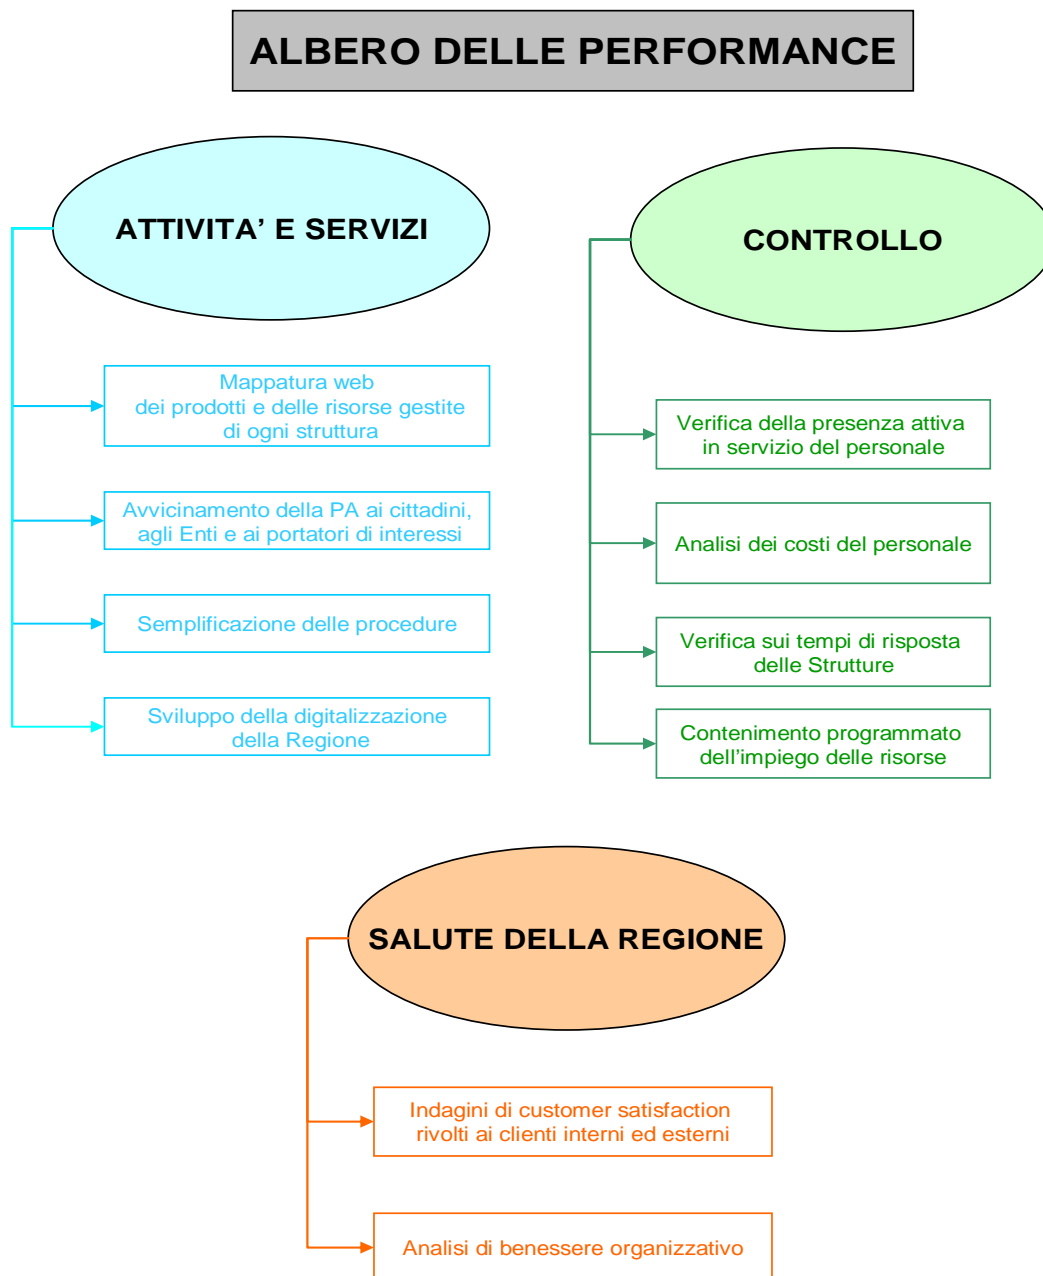 ALBERO DELLE PERFORMANCE
ATTIVITA’ E SERVIZI
Mappatura web
dei prodotti e delle risorse gestite
di ogni struttura
Avvicinamento della PA ai cittadini,
agli Enti e ai portatori di interessi
Semplificazione delle procedure
Sviluppo della digitalizzazione
della Regione
CONTROLLO
Verifica della presenza attiva
in servizio del personale
Analisi dei costi del personale
Verifica sui tempi di risposta
delle Strutture
Contenimento programmato
dell’impiego delle risorse
SALUTE DELLA REGIONE
Indagini di customer satisfaction
rivolti ai clienti interni ed esterni
Analisi di benessere organizzativo